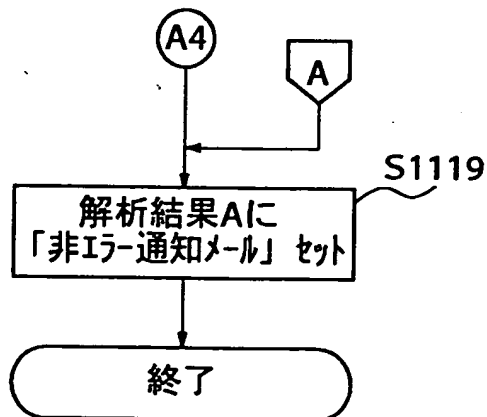 A4
A
S1119
解析結果Aに
「非エラー通知メール」 セット
終了